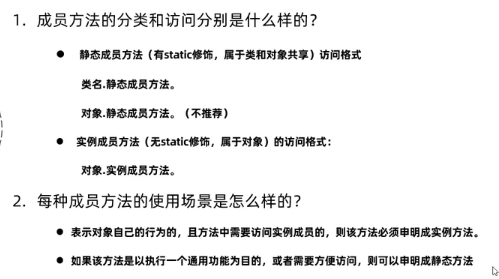 1. 成员方法的分类和访问分别是什么样的？
● 静态成员方法（有static修饰，属于类和对象共享）访问格式
类名.静态成员方法。
对象.静态成员方法。（不推荐）
● 实例成员方法（无static修饰，属于对象）的访问格式：
对象.实例成员方法。
2. 每种成员方法的使用场景是怎么样的？
● 表示对象自己的行为的，且方法中需要访问实例成员的，则该方法必须申明成实例方法。
● 如果该方法是以执行一个通用功能为目的，或者需要方便访问，则可以申明成静态方法